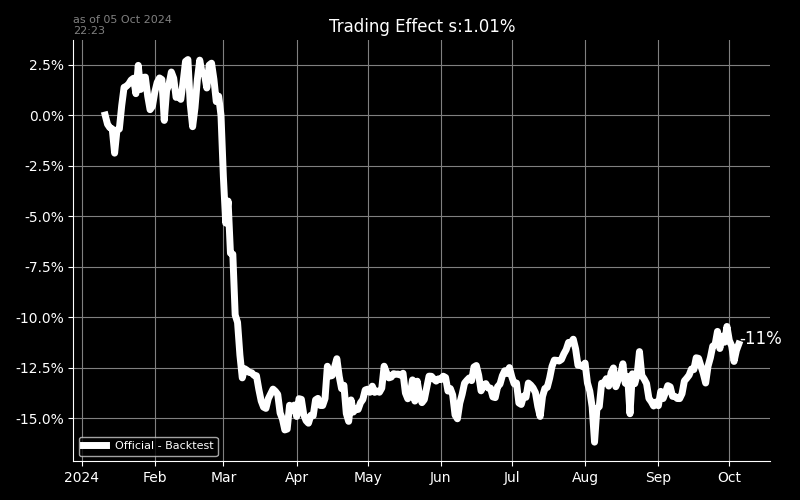 as of 05 Oct 2024
22:23
Trading Effect s:1.01%
2.5%
0.0%
-2.5%
-5.0%
-7.5%
-10.0%
-12.5%
-15.0%
-11%
Official - Backtest
2024 Feb Mar Apr May Jun Jul Aug Sep Oct